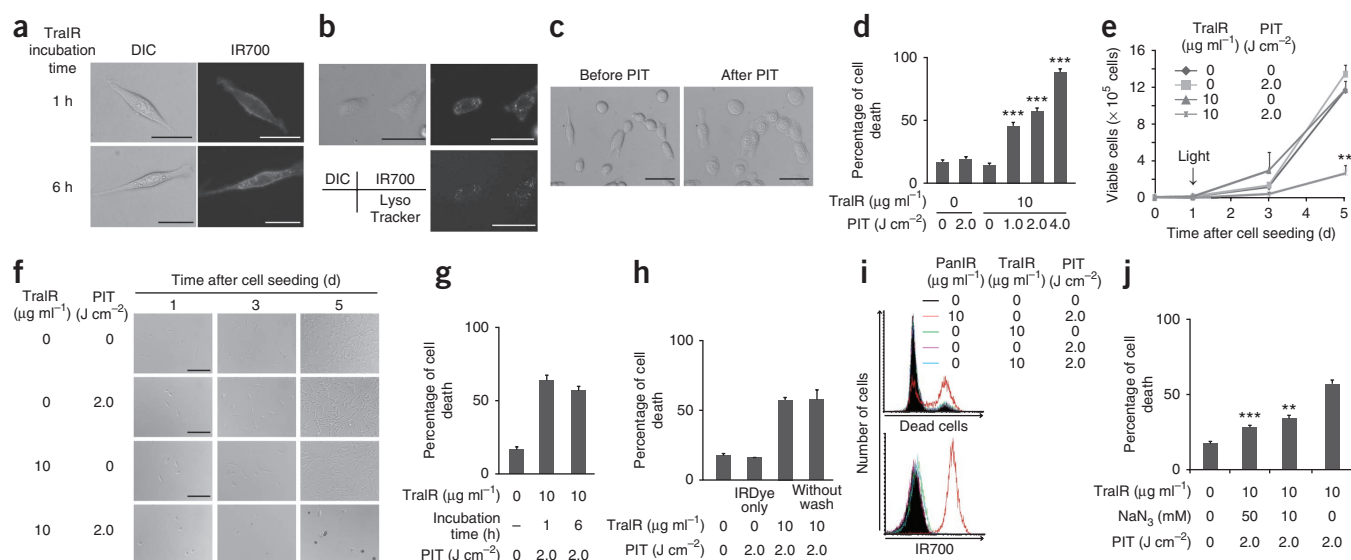 a
TraIR
incubation
time
DIC
IR700
1 h
6 h
b
DIC
IR700
Lyso
Tracker
c
Before PIT
After PIT
d
Percentage of cell
death
100
50
0
***
***
***
0
10
TraIR (μg ml−1)
PIT (J cm−2) 0 2.0 0 1.0 2.0 4.0
e
TraIR PIT
(μg ml−1) (J cm−2)
0 0
0 2.0
10 0
10 2.0
Viable cells (× 10^5 cells)
16
12
8
4
0
Light
**
0 1 2 3 4 5
Time after cell seeding (d)
f
Time after cell seeding (d)
TraIR PIT
(μg ml−1) (J cm−2)
1 3 5
0 0
0 2.0
10 0
10 2.0
g
Percentage of cell
death
100
50
0
TraIR (μg ml−1) 0 10 10
Incubation
time (h)
– 1 6
PIT (J cm−2) 0 2.0 2.0
h
Percentage of cell
death
100
50
0
IRDye
only
Without
wash
TraIR (μg ml−1) 0 0 10 10
PIT (J cm−2) 0 2.0 2.0 2.0
i
PanIR TraIR PIT
(μg ml−1) (μg ml−1) (J cm−2)
0 0 0
10 0 2.0
0 10 0
0 0 2.0
0 10 2.0
Number of cells
Dead cells
IR700
j
Percentage of cell
death
100
50
0
***
**
TraIR (μg ml−1) 0 10 10 10
NaN3 (mM) 0 50 10 0
PIT (J cm−2) 0 2.0 2.0 2.0